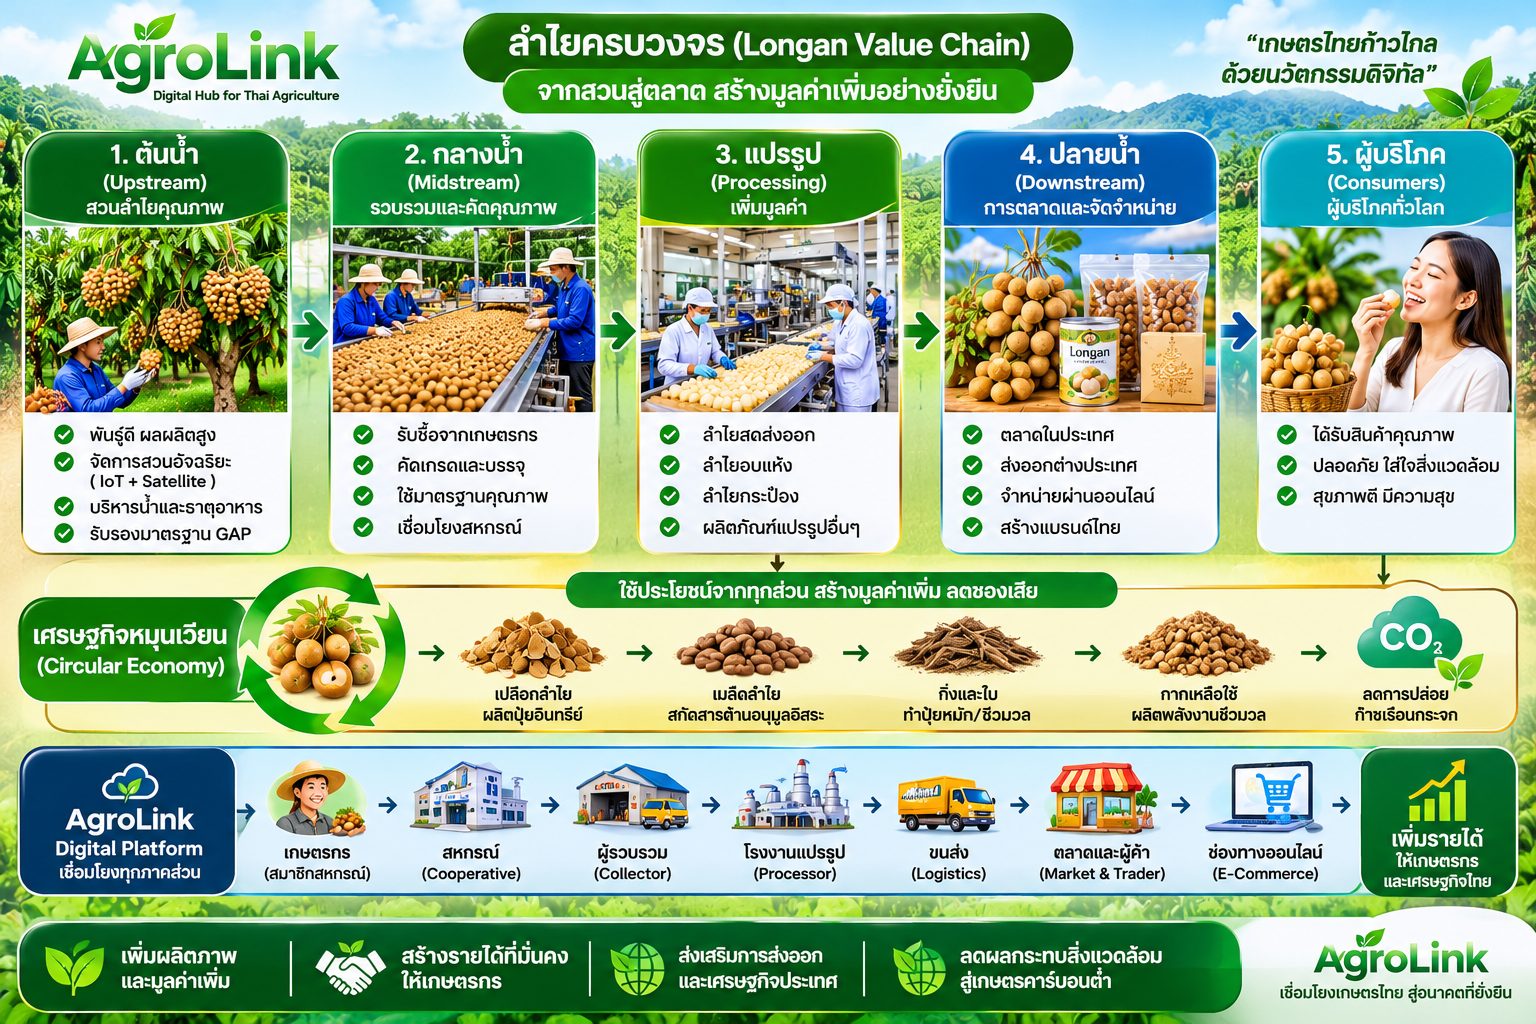 AgroLink
Digital Hub for Thai Agriculture
ลำไยครบวงจร (Longan Value Chain)
จากสวนสู่ตลาด สร้างมูลค่าเพิ่มอย่างยั่งยืน
“เกษตรไทยก้าวไกล
ด้วยนวัตกรรมดิจิทัล”
1. ต้นน้ำ
(Upstream)
สวนลำไยคุณภาพ
พันธุ์ดี ผลผลิตสูง
จัดการสวนอัจฉริยะ
( IoT + Satellite )
บริหารน้ำและธาตุอาหาร
รับรองมาตรฐาน GAP
2. กลางน้ำ
(Midstream)
รวบรวมและคัดคุณภาพ
รับซื้อจากเกษตรกร
คัดเกรดและบรรจุ
ใช้มาตรฐานคุณภาพ
เชื่อมโยงสหกรณ์
3. แปรรูป
(Processing)
เพิ่มมูลค่า
ลำไยสดส่งออก
ลำไยอบแห้ง
ลำไยกระป๋อง
ผลิตภัณฑ์แปรรูปอื่นๆ
4. ปลายน้ำ
(Downstream)
การตลาดและจัดจำหน่าย
Longan
ตลาดในประเทศ
ส่งออกต่างประเทศ
จำหน่ายผ่านออนไลน์
สร้างแบรนด์ไทย
5. ผู้บริโภค
(Consumers)
ผู้บริโภคทั่วโลก
ได้รับสินค้าคุณภาพ
ปลอดภัย ใส่ใจสิ่งแวดล้อม
สุขภาพดี มีความสุข
ใช้ประโยชน์จากทุกส่วน สร้างมูลค่าเพิ่ม ลดของเสีย
เศรษฐกิจหมุนเวียน
(Circular Economy)
เปลือกลำไย
ผลิตปุ๋ยอินทรีย์
เมล็ดลำไย
สกัดสารต้านอนุมูลอิสระ
กิ่งและใบ
ทำปุ๋ยหมัก/ชีวมวล
กากเหลือใช้
ผลิตพลังงานชีวมวล
CO2
ลดการปล่อย
ก๊าซเรือนกระจก
AgroLink
Digital Platform
เชื่อมโยงทุกภาคส่วน
เกษตรกร
(สมาชิกสหกรณ์)
สหกรณ์
(Cooperative)
ผู้รวบรวม
(Collector)
โรงงานแปรรูป
(Processor)
ขนส่ง
(Logistics)
ตลาดและผู้ค้า
(Market & Trader)
ช่องทางออนไลน์
(E-Commerce)
เพิ่มรายได้
ให้เกษตรกร
และเศรษฐกิจไทย
เพิ่มผลิตภาพ
และมูลค่าเพิ่ม
สร้างรายได้ที่มั่นคง
ให้เกษตรกร
ส่งเสริมการส่งออก
และเศรษฐกิจประเทศ
ลดผลกระทบสิ่งแวดล้อม
สู่เกษตรคาร์บอนต่ำ
AgroLink
เชื่อมโยงเกษตรไทย สู่อนาคตที่ยั่งยืน